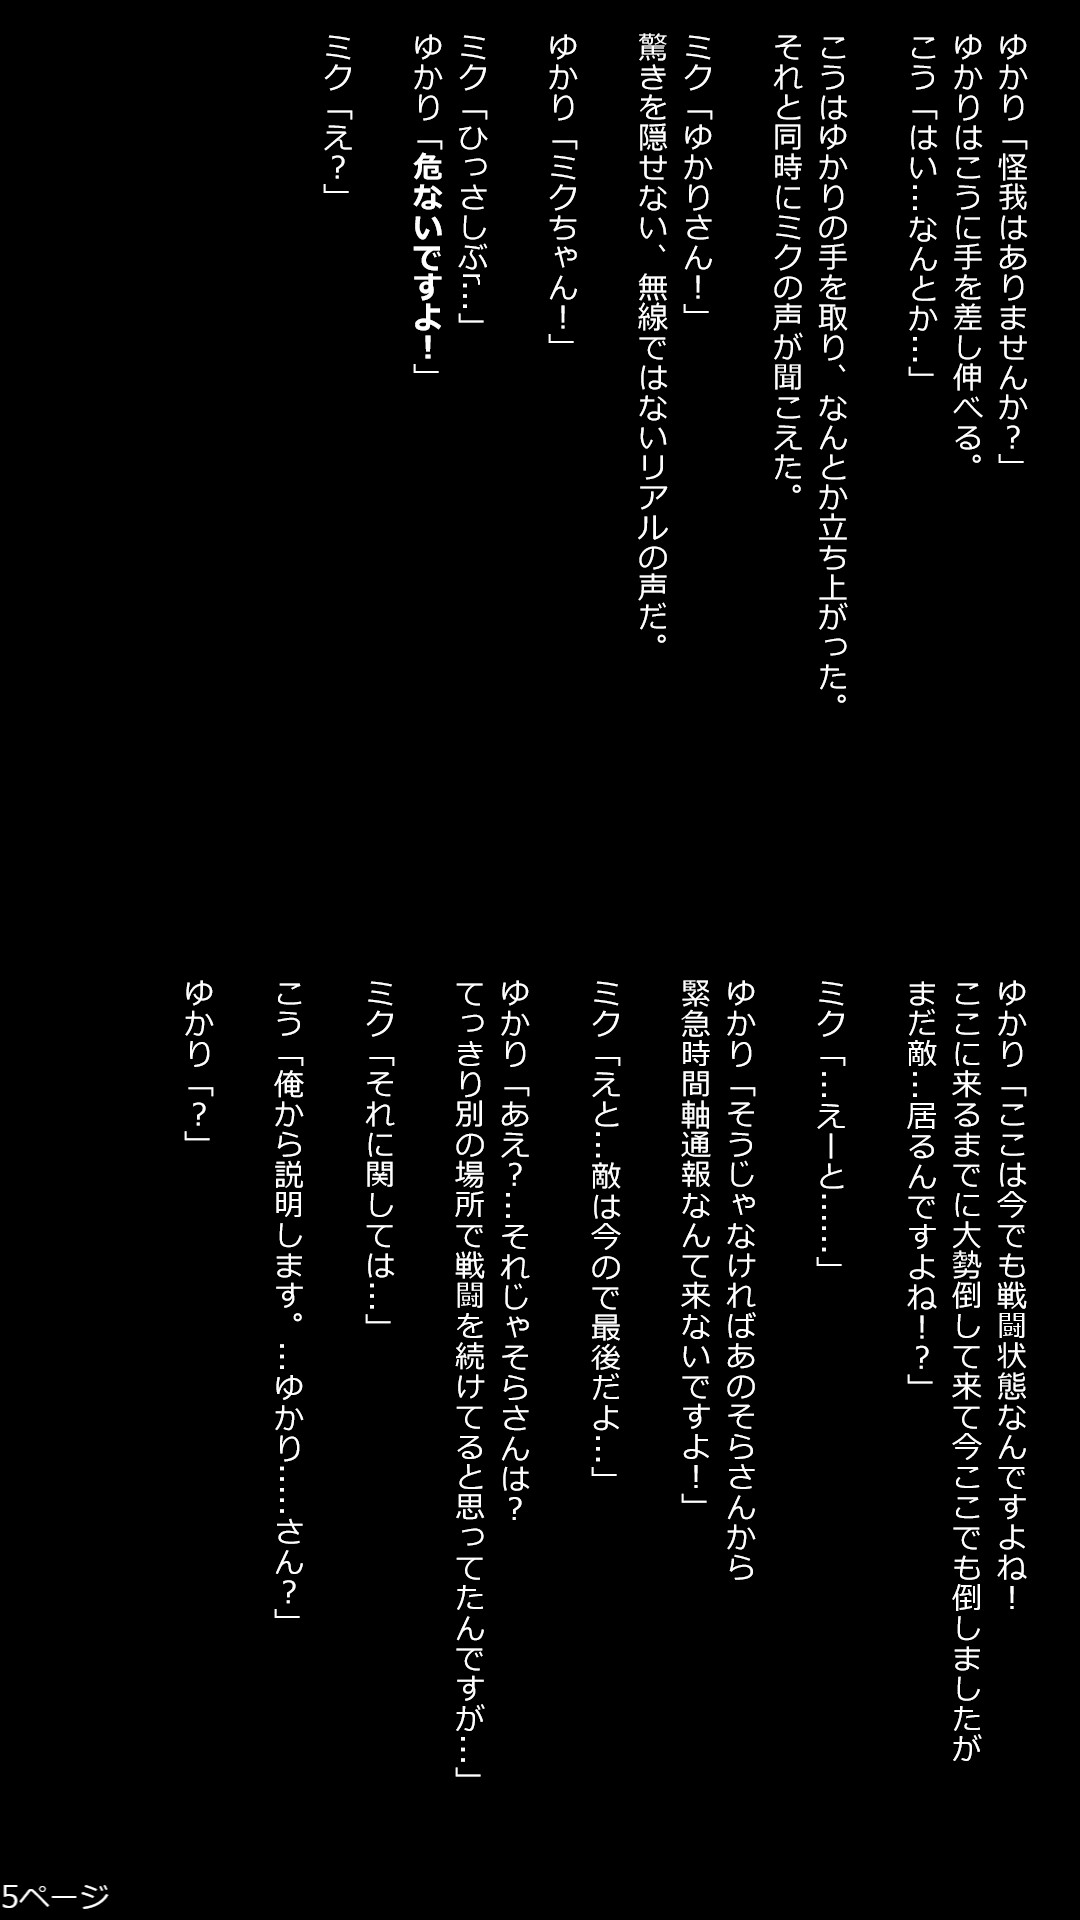 ゆかり「怪我はありませんか？」
ゆかりはこうに手を差し伸べる。
こう「はい…なんとか…」
こうはゆかりの手を取り、なんとか立ち上がった。
それと同時にミクの声が聞こえた。
ミク「ゆかりさん！」
驚きを隠せない、無線ではないリアルの声だ。
ゆかり「ミクちゃん！」
ミク「ひっさしぶr…」
ゆかり「危ないですよ！」
ミク「え？」
ゆかり「ここは今でも戦闘状態なんですよね！
ここに来るまでに大勢倒して来て今ここでも倒しましたが
まだ敵…居るんですよね！？」
ミク「…えーと……」
ゆかり「そうじゃなければあのそらさんから
緊急時間軸通報なんて来ないですよ！」
ミク「えと…敵は今ので最後だよ…」
ゆかり「あえ？…それじゃそらさんは？
てっきり別の場所で戦闘を続けてると思ってたんですが…」
ミク「それに関しては…」
こう「俺から説明します。…ゆかり……さん？」
ゆかり「？」
5ページ